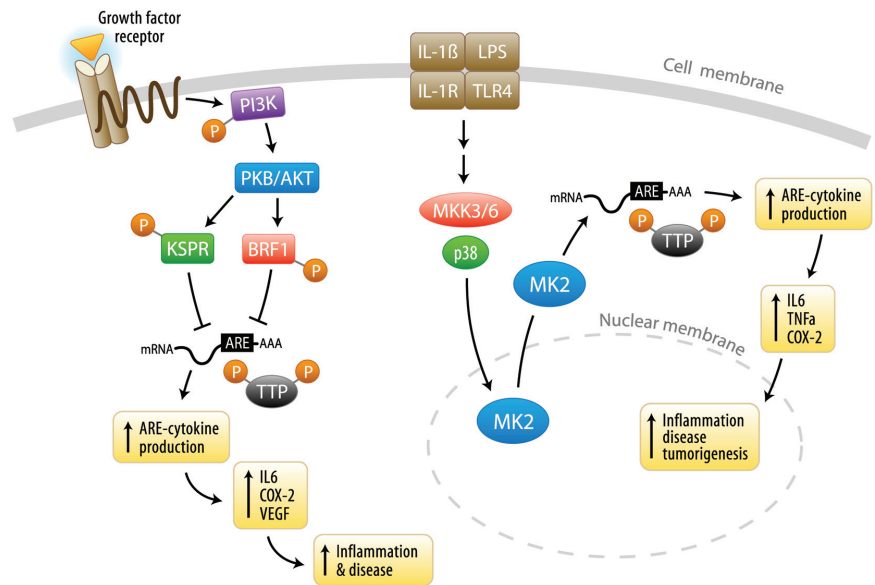 Growth factor
receptor
P
PI3K
PKB/AKT
P
KSPR
BRF1
P
mRNA
ARE
AAA
P
P
TTP
ARE-cytokine
production
IL6
COX-2
VEGF
Inflammation
& disease
IL-1ß
LPS
IL-1R
TLR4
Cell membrane
MKK3/6
p38
MK2
MK2
Nuclear membrane
mRNA
ARE
AAA
P
P
TTP
ARE-cytokine
production
IL6
TNFa
COX-2
Inflammation
disease
tumorigenesis